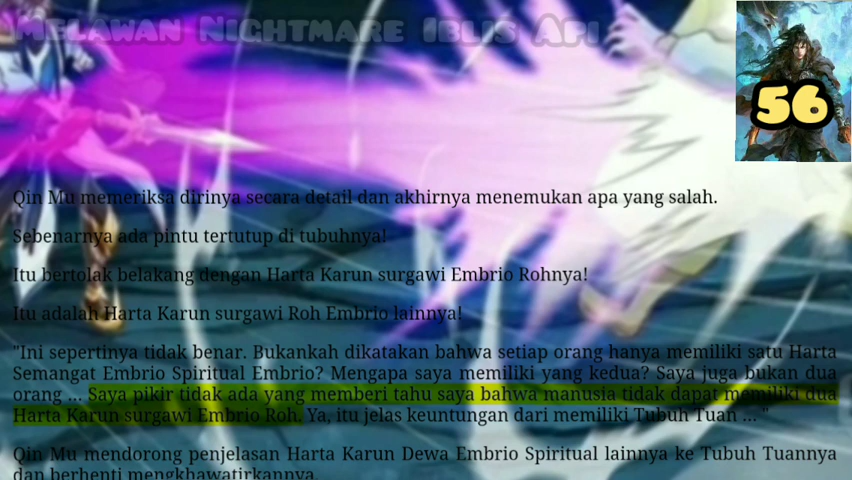 Melawan Nightmare Iblis Api
56
Qin Mu memeriksa dirinya secara detail dan akhirnya menemukan apa yang salah.
Sebenarnya ada pintu tertutup di tubuhnya!
Itu bertolak belakang dengan Harta Karun surgawi Embrio Rohnya!
Itu adalah Harta Karun surgawi Roh Embrio lainnya!
"Ini sepertinya tidak benar. Bukankah dikatakan bahwa setiap orang hanya memiliki satu Harta
Semangat Embrio Spiritual Embrio? Mengapa saya memiliki yang kedua? Saya juga bukan dua
orang ... Saya pikir tidak ada yang memberi tahu saya bahwa manusia tidak dapat memiliki dua
Harta Karun surgawi Embrio Roh. Ya, itu jelas keuntungan dari memiliki Tubuh Tuan ... "
Qin Mu mendorong penjelasan Harta Karun Dewa Embrio Spiritual lainnya ke Tubuh Tuannya
dan berhenti mengkhawatirkannya.